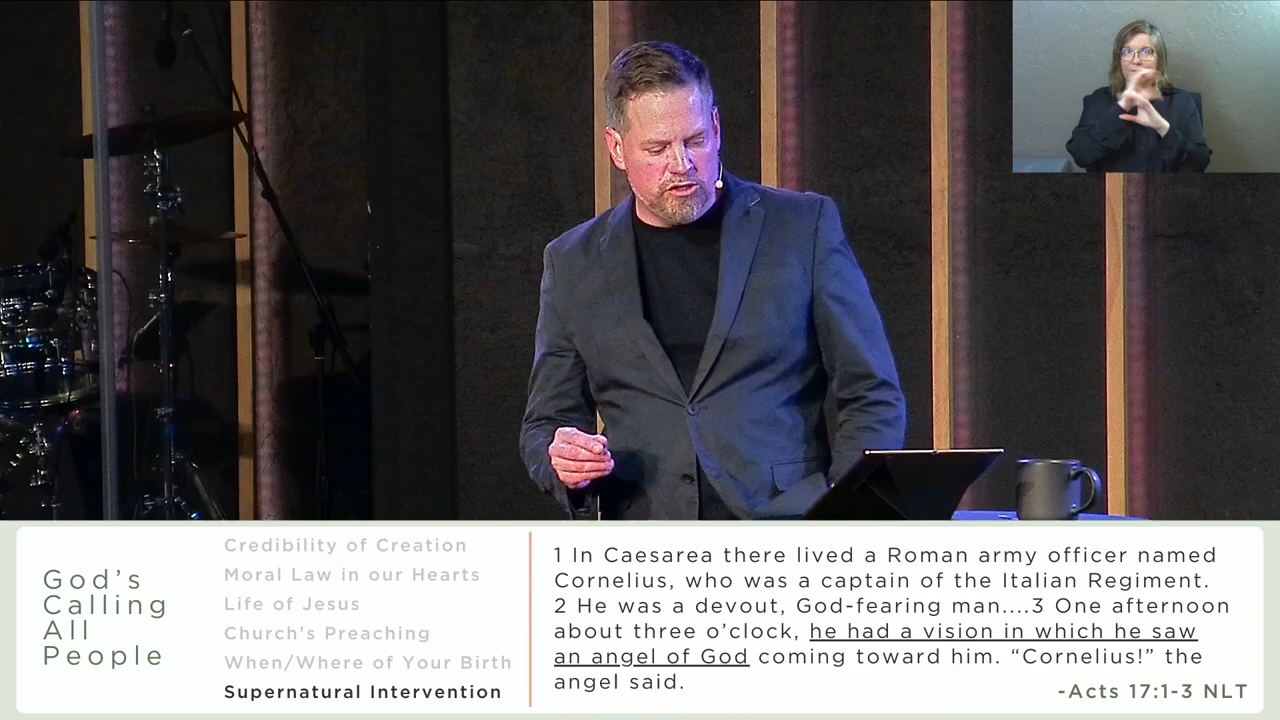 God's
Calling
All
People
Credibility of Creation
Moral Law in our Hearts
Life of Jesus
Church's Preaching
When/Where of Your Birth
Supernatural Intervention
1 In Caesarea there lived a Roman army officer named
Cornelius, who was a captain of the Italian Regiment.
2 He was a devout, God-fearing man....3 One afternoon
about three o'clock, he had a vision in which he saw
an angel of God coming toward him. “Cornelius!” the
angel said.
-Acts 17:1-3 NLT